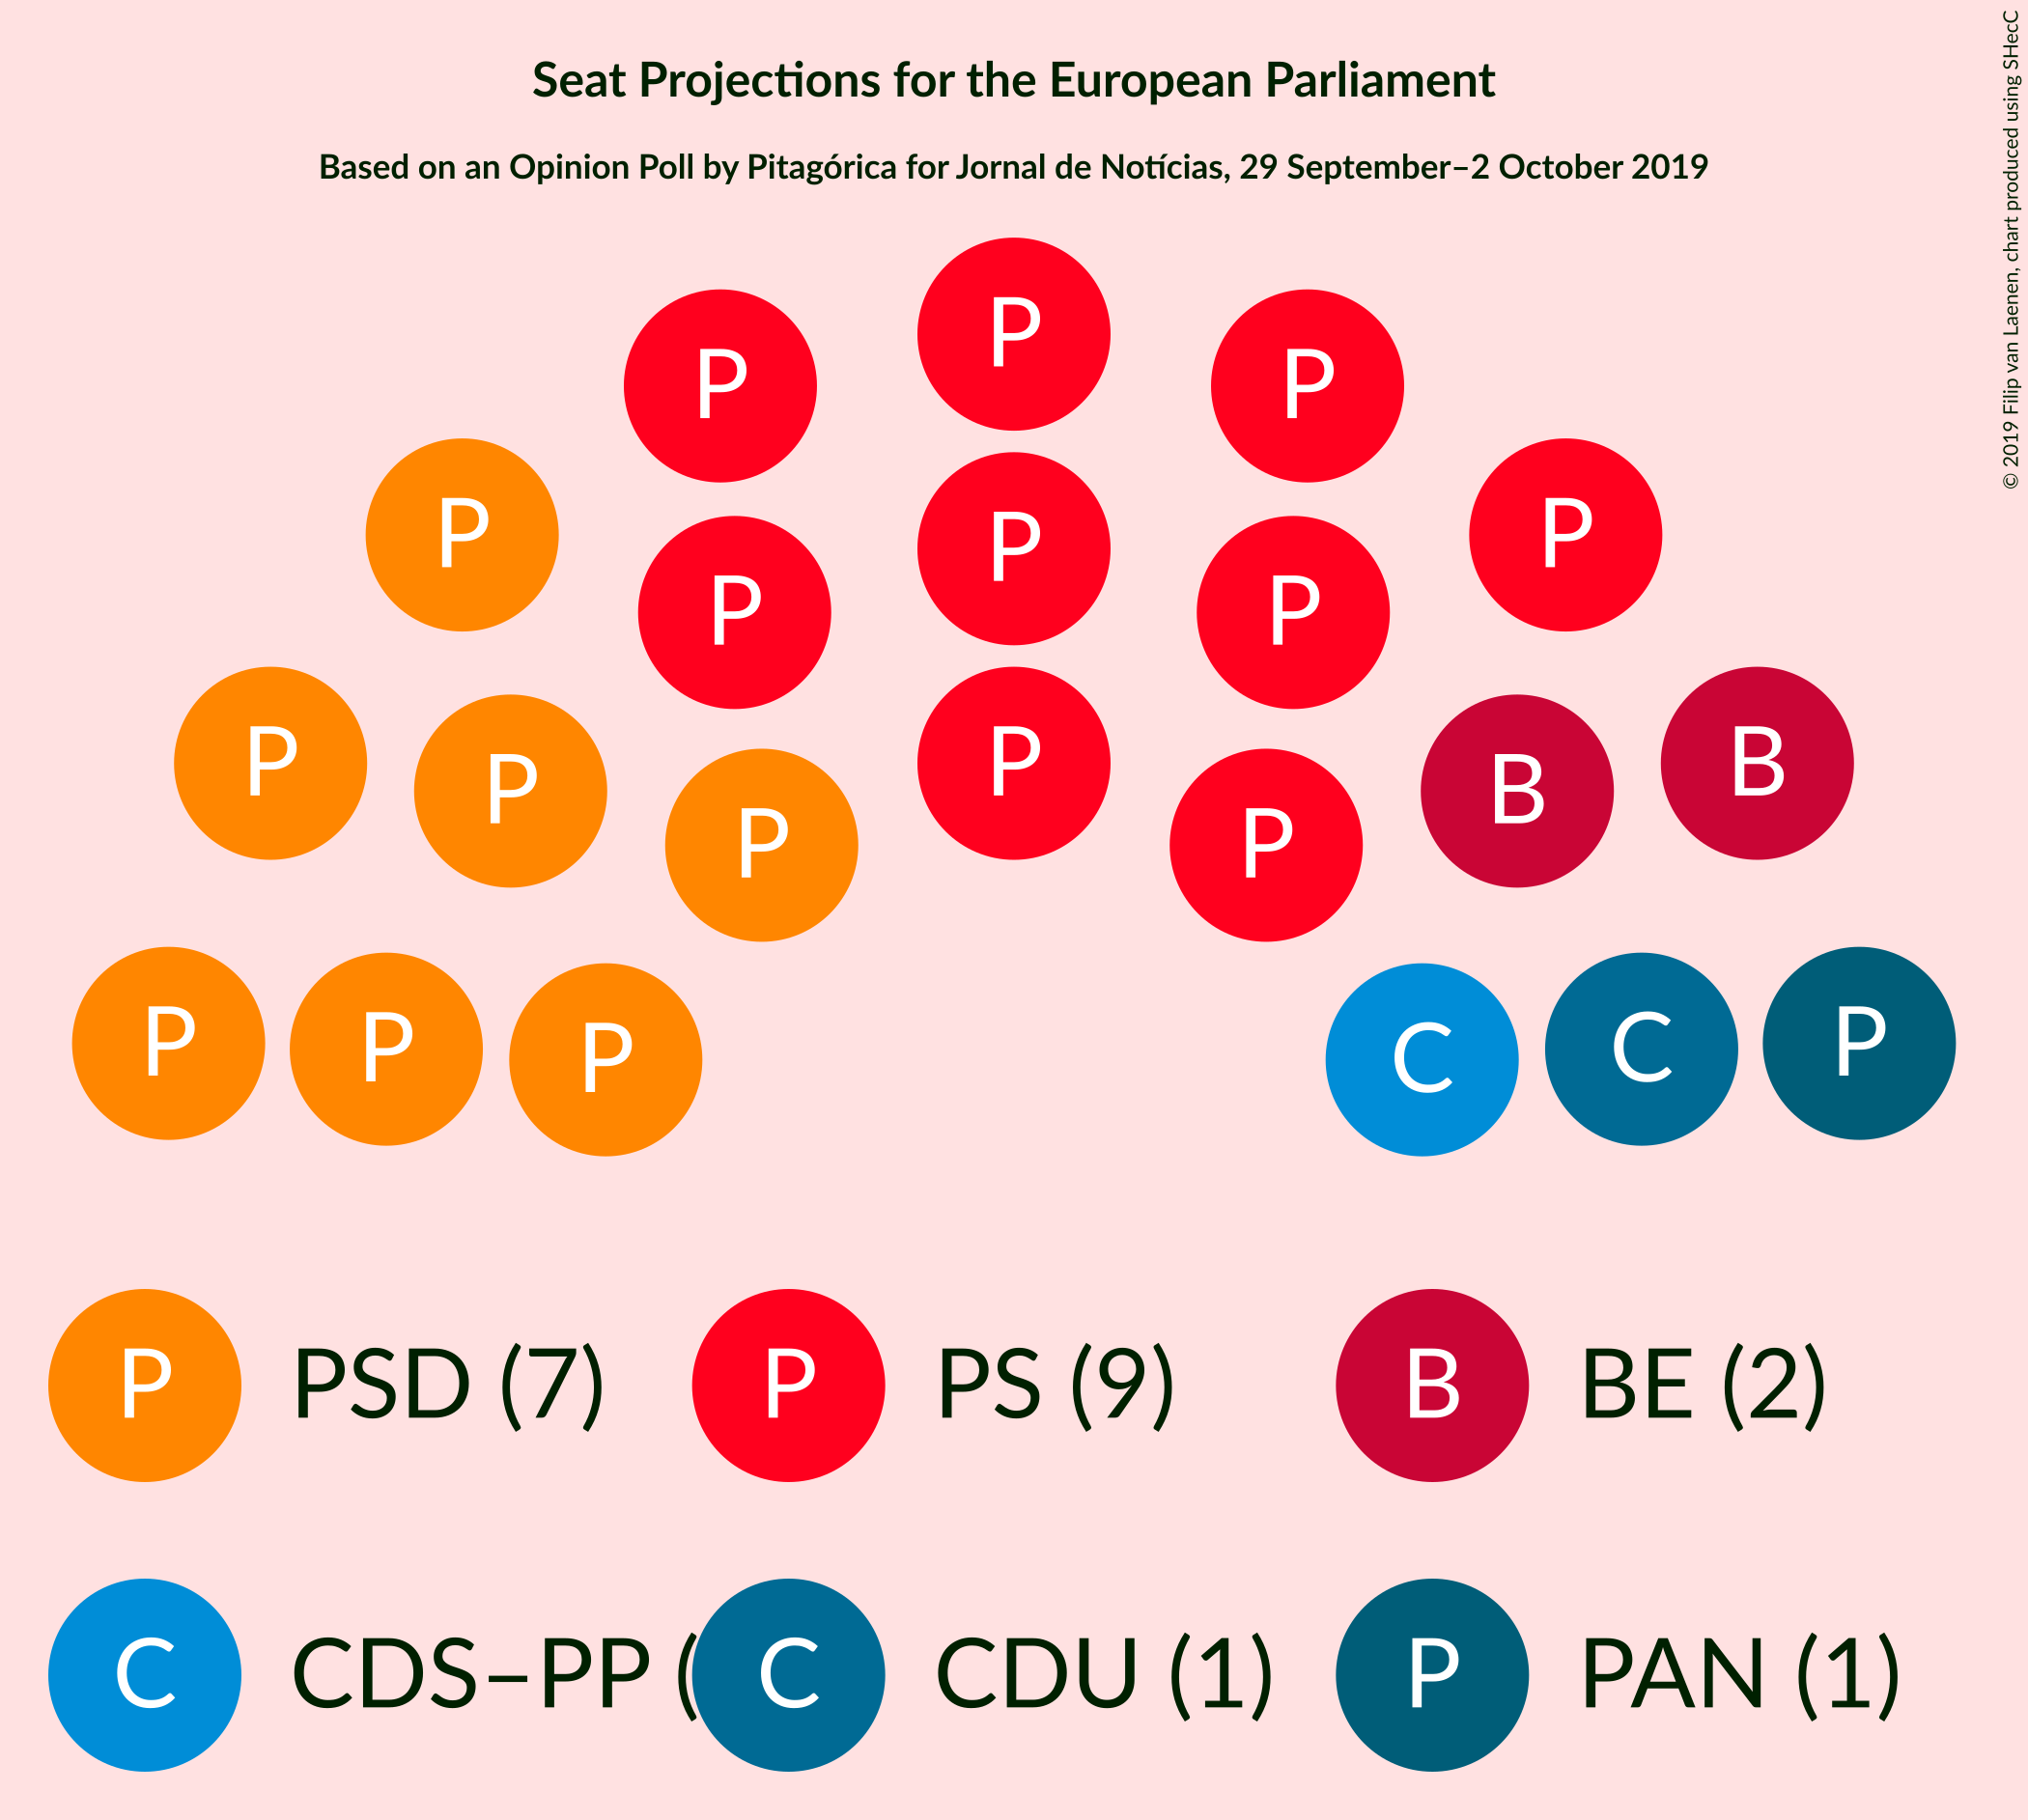 Seat Projections for the European Parliament
Based on an Opinion Poll by Pitagórica for Jornal de Notícias, 29 September–2 October 2019
© 2019 Filip van Laenen, chart produced using SHecC
P
P P
P P
P
P P
P P
P B B
P P
P
P P P
C C P
P PSD (7) P PS (9) B BE (2)
C CDS–PP ( C CDU (1) P PAN (1)